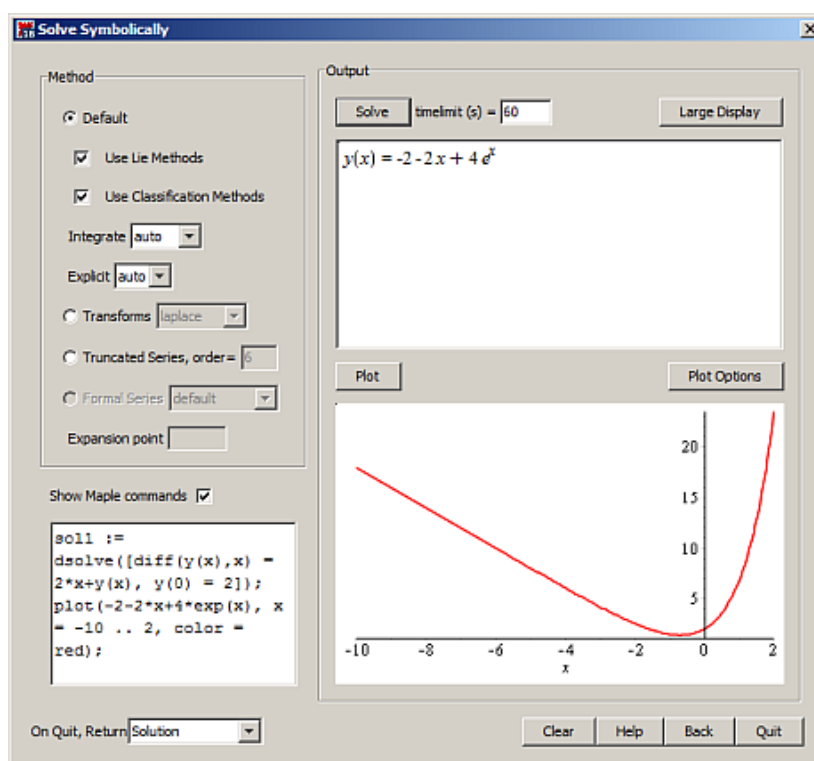 Solve Symbolically
Method
Default
Use Lie Methods
Use Classification Methods
Integrate auto
Explicit auto
Transforms laplace
Truncated Series, order= 6
Formal Series default
Expansion point
Show Maple commands
sol1 :=
dsolve([diff(y(x),x) =
2*x+y(x), y(0) = 2]);
plot(-2-2*x+4*exp(x), x
= -10 .. 2, color =
red);
On Quit, Return Solution
Output
Solve timelimit (s) = 60 Large Display
y(x) = -2 - 2x + 4 e^x
Plot Plot Options
20
15
10
5
-10 -8 -6 -4 -2 0 2
x
Clear Help Back Quit